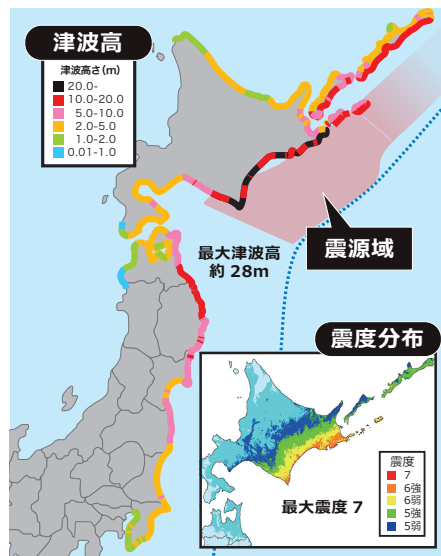 津波高
津波高さ(m)
20.0-
10.0-20.0
5.0-10.0
2.0-5.0
1.0-2.0
0.01-1.0
震源域
最大津波高
約 28m
震度分布
震度
7
6強
6弱
5強
5弱
最大震度 7